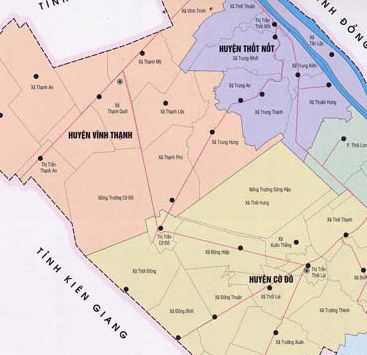 TỈNH
Xã Vĩnh Trinh
Xã Thới Thuận
Thị Trấn
Thốt Nốt
HUYỆN THỐT NỐT
Xã
Tân Lộc
Xã Thạnh Mỹ
Xã Trung Nhứt
Xã Trung Kiên
Xã Thạnh An
Xã
Thạnh Quới
Xã Thạnh Lộc
Xã Trung An
Xã Thuận Hưng
Xã Trung Thạnh
HUYỆN VĨNH THẠNH
Xã Trung Hưng
P. Thới Lon
Xã Thạnh Phú
Thị Trấn
Thạnh An
Nông Trường Cờ Đỏ
Nông Trường Sông Hậu
Xã Thới Hưng
Xã Thới Thạnh
Thị Trấn
Cờ Đỏ
Xã
Xuân Thắng
Xã Đông Hiệp
TỈNH KIÊN GIANG
Xã Thới Đông
Thị Trấn
Thới Lai
HUYỆN CỜ ĐỎ
Xã Thới Lai
Xã Đông Thuận
Xã Đông Bình
Xã Trường Thành
Xã Trường Xuân